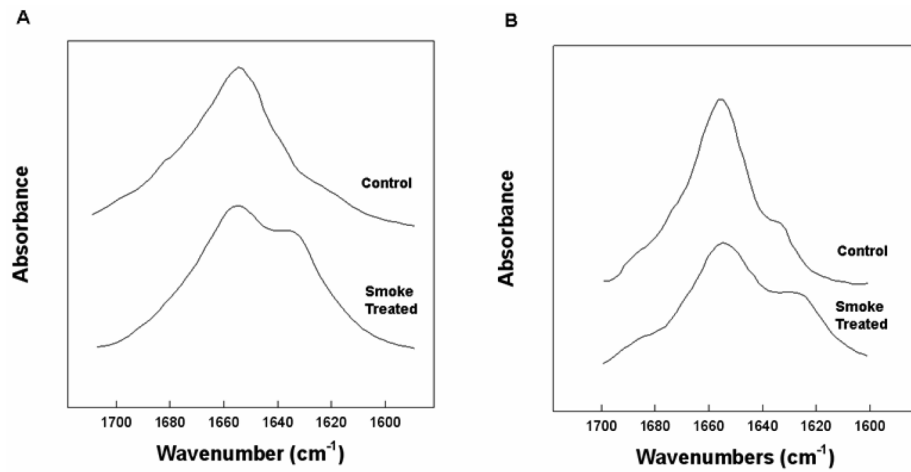 A
Absorbance
Control
Smoke
Treated
1700 1680 1660 1640 1620 1600
Wavenumber (cm-1)
B
Absorbance
Control
Smoke
Treated
1700 1680 1660 1640 1620 1600
Wavenumbers (cm-1)